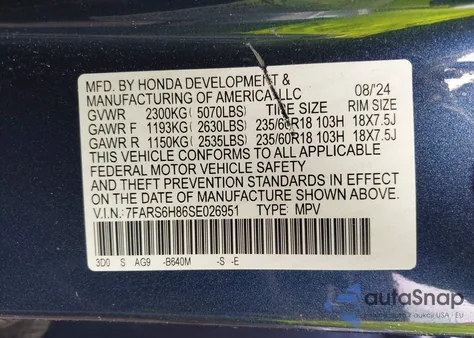 MFD. BY HONDA DEVELOPMENT &
MANUFACTURING OF AMERICA, LLC 08/'24
GVWR 2300KG( 5070LBS) TIRE SIZE RIM SIZE
GAWR F 1193KG( 2630LBS) 235/60R18 103H 18X7.5J
GAWR R 1150KG( 2535LBS) 235/60R18 103H 18X7.5J
THIS VEHICLE CONFORMS TO ALL APPLICABLE
FEDERAL MOTOR VEHICLE SAFETY
AND THEFT PREVENTION STANDARDS IN EFFECT
ON THE DATE OF MANUFACTURE SHOWN ABOVE.
V.I.N.: 7FARS6H86SE026951 TYPE: MPV
3D0 S AG9 -B640M -S -E
autoSnap